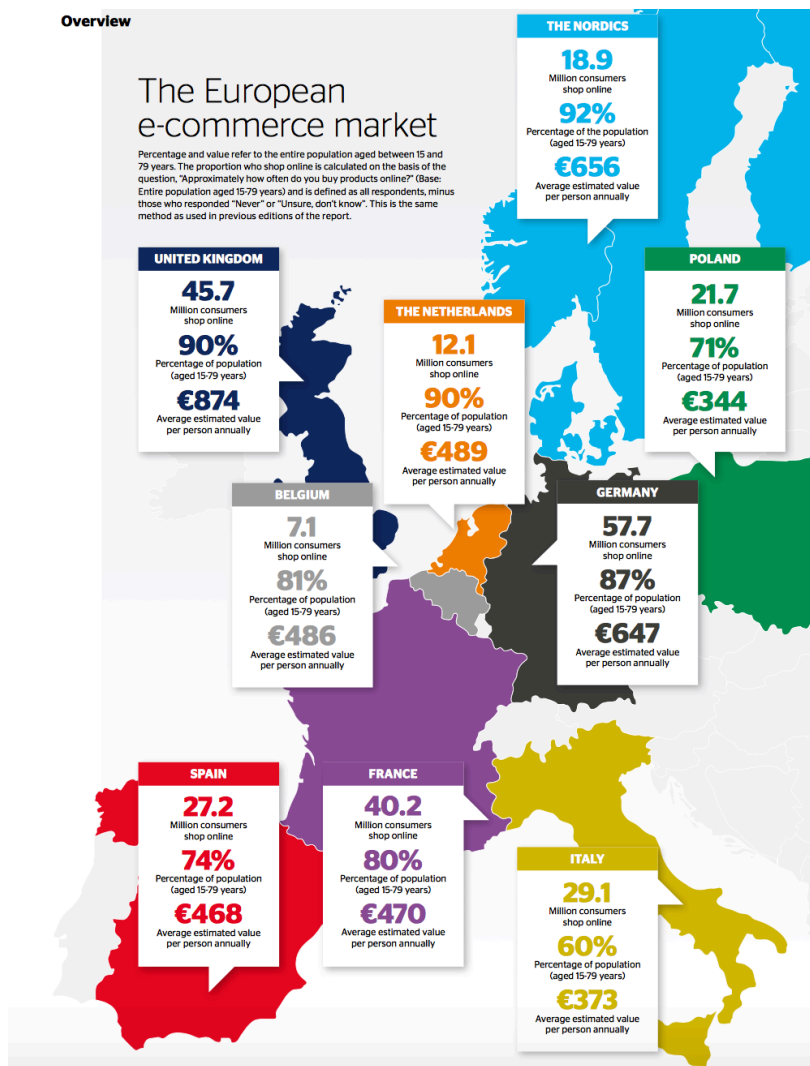 Overview
The European
e-commerce market
Percentage and value refer to the entire population aged between 15 and
79 years. The proportion who shop online is calculated on the basis of the
question, "Approximately how often do you buy products online?" (Base:
Entire population aged 15-79 years) and is defined as all respondents, minus
those who responded "Never" or "Unsure, don't know". This is the same
method as used in previous editions of the report.
THE NORDICS
18.9
Million consumers
shop online
92%
Percentage of the population
(aged 15-79 years)
€656
Average estimated value
per person annually
UNITED KINGDOM
45.7
Million consumers
shop online
90%
Percentage of population
(aged 15-79 years)
€874
Average estimated value
per person annually
THE NETHERLANDS
12.1
Million consumers
shop online
90%
Percentage of population
(aged 15-79 years)
€489
Average estimated value
per person annually
POLAND
21.7
Million consumers
shop online
71%
Percentage of population
(aged 15-79 years)
€344
Average estimated value
per person annually
BELGIUM
7.1
Million consumers
shop online
81%
Percentage of population
(aged 15-79 years)
€486
Average estimated value
per person annually
GERMANY
57.7
Million consumers
shop online
87%
Percentage of population
(aged 15-79 years)
€647
Average estimated value
per person annually
SPAIN
27.2
Million consumers
shop online
74%
Percentage of population
(aged 15-79 years)
€468
Average estimated value
per person annually
FRANCE
40.2
Million consumers
shop online
80%
Percentage of population
(aged 15-79 years)
€470
Average estimated value
per person annually
ITALY
29.1
Million consumers
shop online
60%
Percentage of population
(aged 15-79 years)
€373
Average estimated value
per person annually